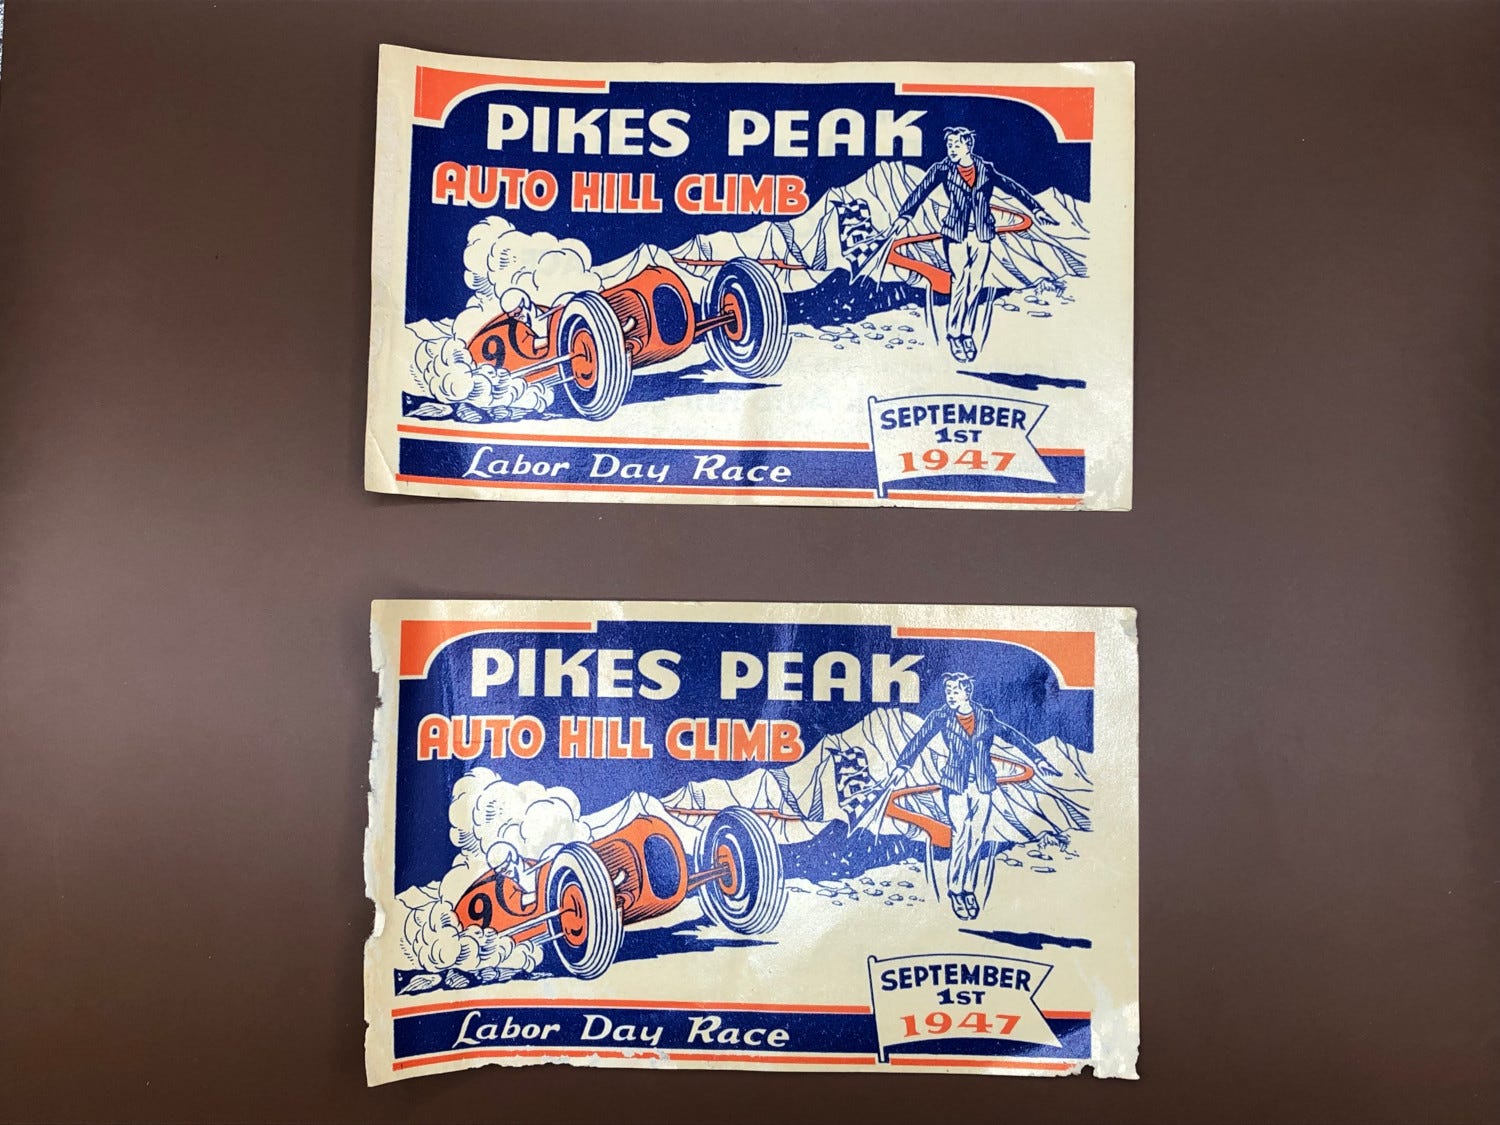 PIKES PEAK
AUTO HILL CLIMB
9
SEPTEMBER
1ST
1947
Labor Day Race
PIKES PEAK
AUTO HILL CLIMB
9
SEPTEMBER
1ST
1947
Labor Day Race